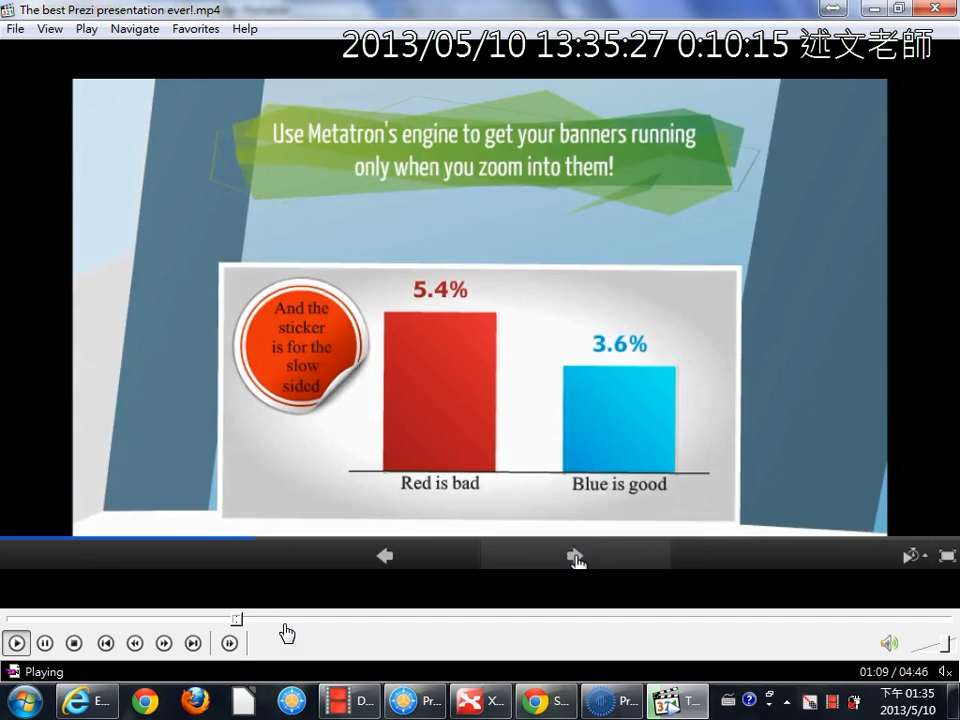 The best Prezi presentation ever!.mp4
File View Play Navigate Favorites Help
2013/05/10 13:35:27 0:10:15 述文老師
Use Metatron's engine to get your banners running
only when you zoom into them!
5.4%
3.6%
And the
sticker
is for the
slow
sided
Red is bad
Blue is good
Playing
01:09 / 04:46
E...
D...
Pr...
X...
S...
Pr...
T...
下午 01:35
2013/5/10